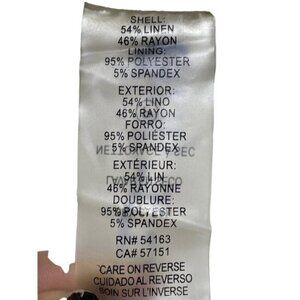 SHELL:
54% LINEN
46% RAYON
LINING:
95% POLYESTER
5% SPANDEX
EXTERIOR:
54% LINO
46% RAYON
FORRO:
95% POLIÉSTER
5% SPANDEX
EXTÉRIEUR:
54% LIN
46% RAYONNE
DOUBLURE:
95% POLYESTER
5% SPANDEX
RN# 54163
CA# 57151
CARE ON REVERSE
CUIDADO AL REVERSO
SOIN SUR L'INVERSE